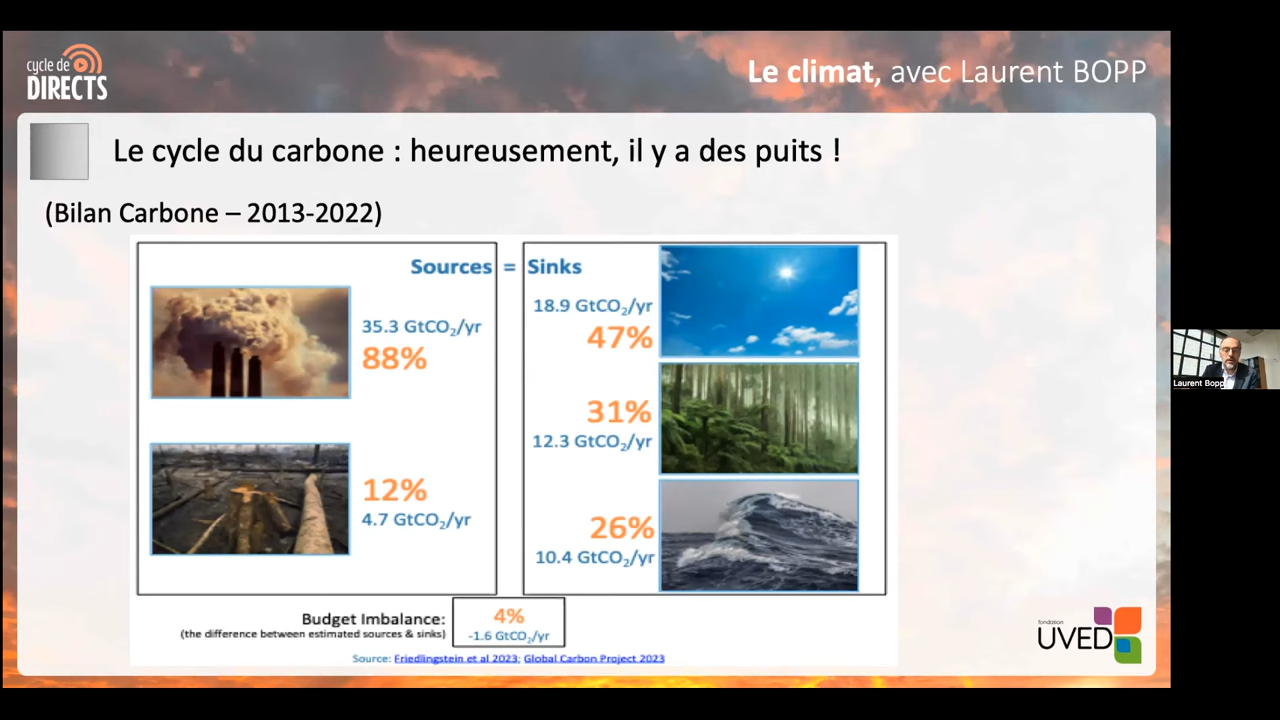 cycle de
DIRECTS
Le climat, avec Laurent BOPP
Le cycle du carbone : heureusement, il y a des puits !
(Bilan Carbone – 2013-2022)
Sources = Sinks
35.3 GtCO₂/yr
88%
12%
4.7 GtCO₂/yr
18.9 GtCO₂/yr
47%
31%
12.3 GtCO₂/yr
26%
10.4 GtCO₂/yr
Budget Imbalance:
(the difference between estimated sources & sinks)
4%
-1.6 GtCO₂/yr
Source: Friedlingstein et al 2023; Global Carbon Project 2023
fondation
UVED
Laurent Bopp